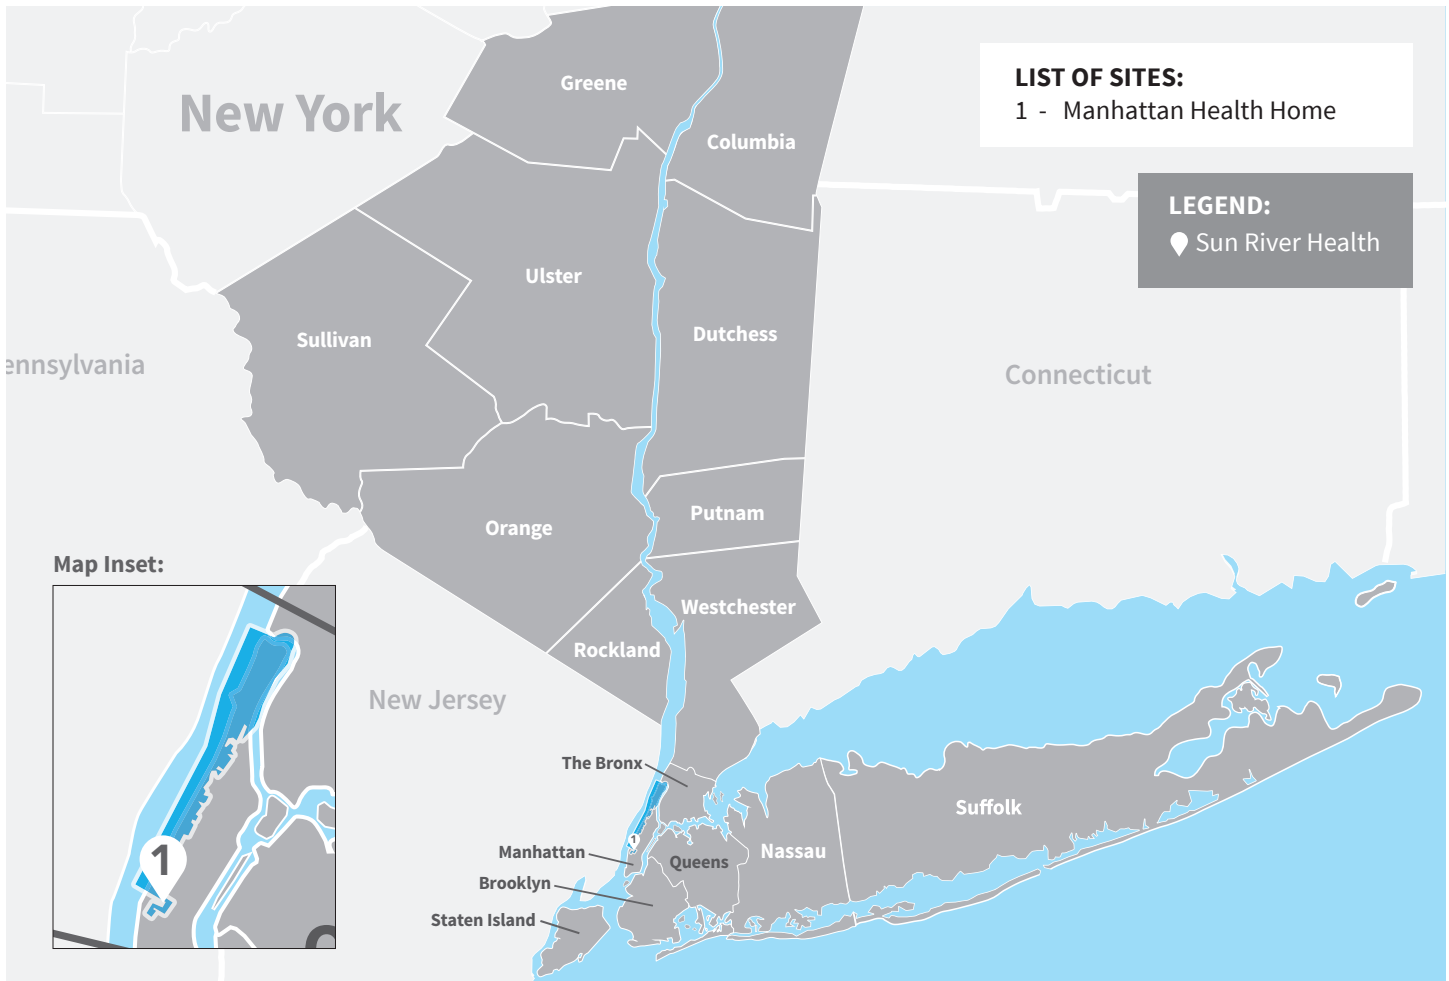 Greene
New York
LIST OF SITES:
1 - Manhattan Health Home
Columbia
LEGEND:
Sun River Health
Ulster
Dutchess
Sullivan
ennsylvania
Connecticut
Putnam
Orange
Map Inset:
Westchester
Rockland
New Jersey
The Bronx
Suffolk
1
1
Manhattan
Nassau
Queens
Brooklyn
Staten Island